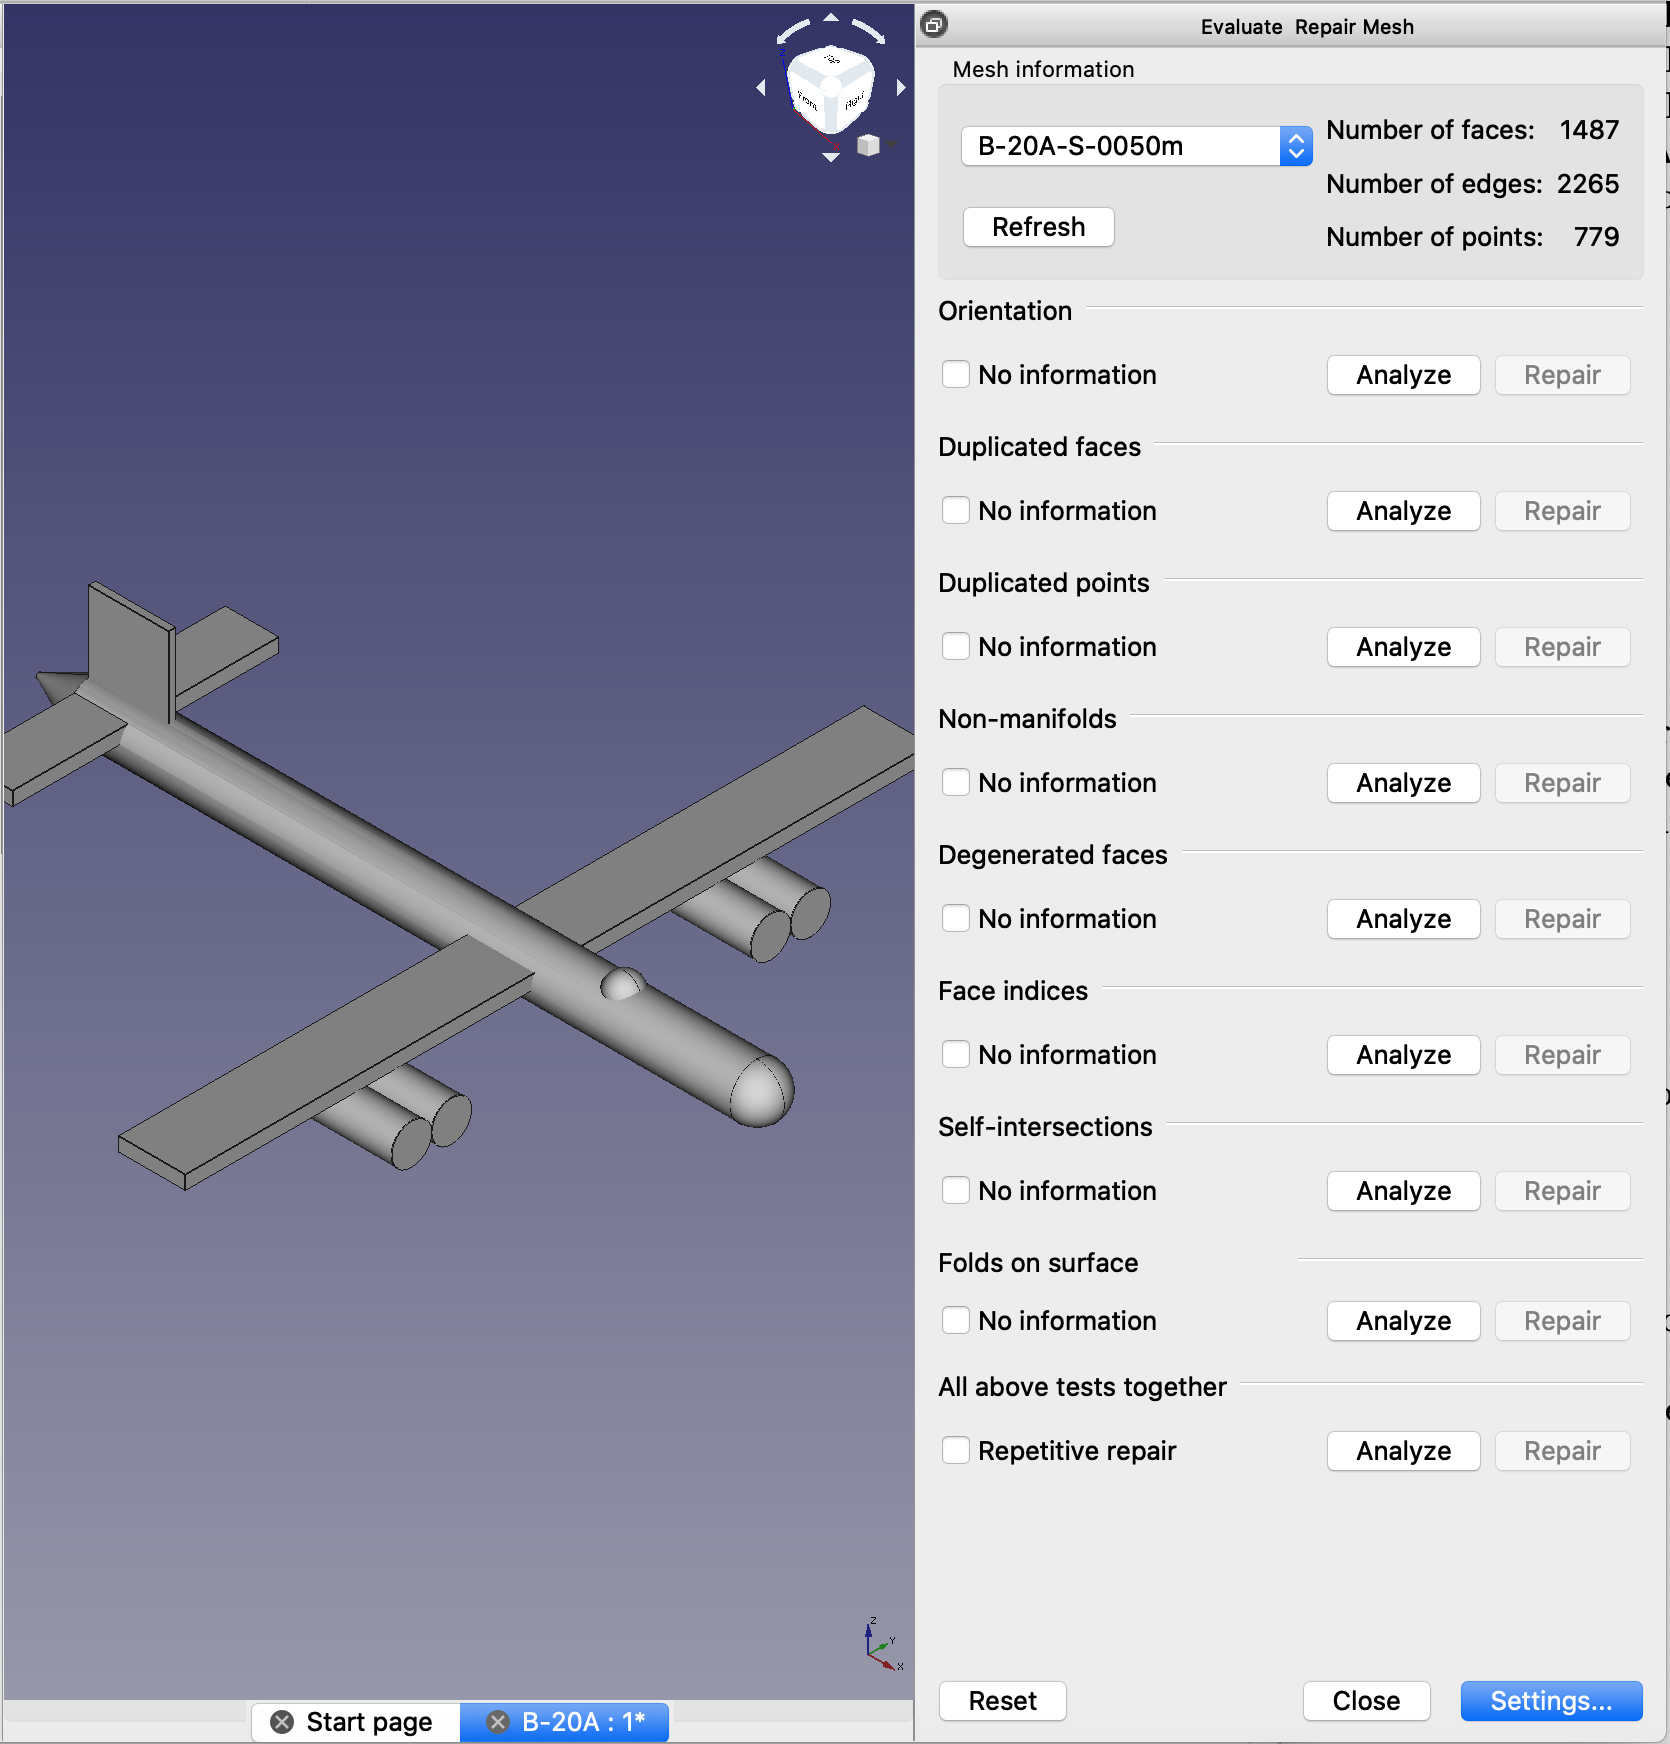 Evaluate  Repair Mesh
Mesh information
B-20A-S-0050m
Number of faces: 1487
Number of edges: 2265
Refresh
Number of points: 779
Orientation
No information Analyze Repair
Duplicated faces
No information Analyze Repair
Duplicated points
No information Analyze Repair
Non-manifolds
No information Analyze Repair
Degenerated faces
No information Analyze Repair
Face indices
No information Analyze Repair
Self-intersections
No information Analyze Repair
Folds on surface
No information Analyze Repair
All above tests together
Repetitive repair Analyze Repair
Reset Close Settings...
Front Right
Z
X
Z
Y
X
Start page B-20A : 1*